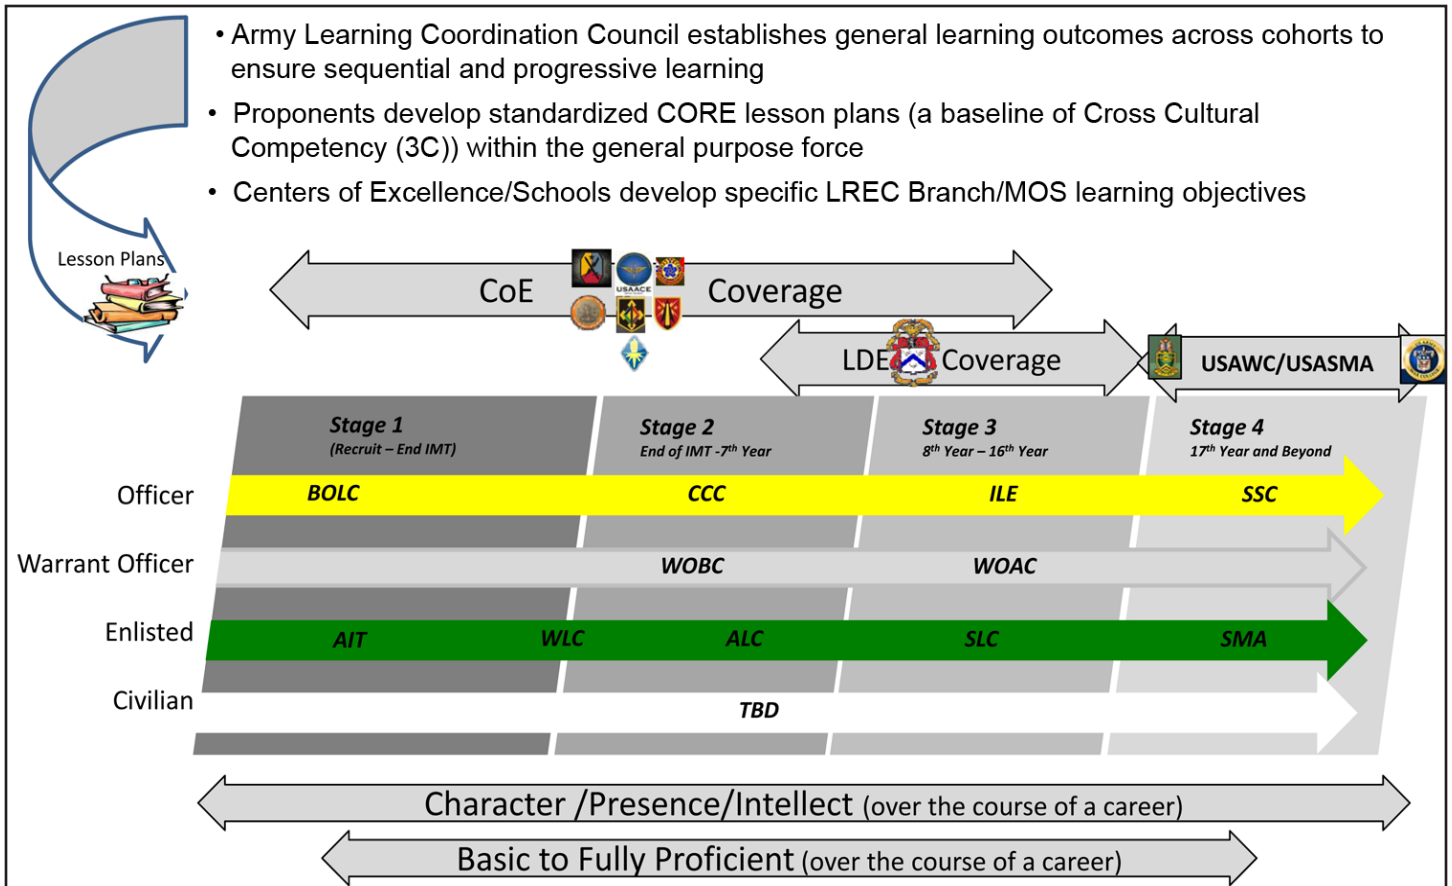 • Army Learning Coordination Council establishes general learning outcomes across cohorts to
ensure sequential and progressive learning
• Proponents develop standardized CORE lesson plans (a baseline of Cross Cultural
Competency (3C)) within the general purpose force
• Centers of Excellence/Schools develop specific LREC Branch/MOS learning objectives
Lesson Plans
CoE Coverage
USAACE
LDE Coverage
USAWC/USASMA
Stage 1
(Recruit – End IMT)
Stage 2
End of IMT -7th Year
Stage 3
8th Year – 16th Year
Stage 4
17th Year and Beyond
Officer BOLC CCC ILE SSC
Warrant Officer WOBC WOAC
Enlisted AIT WLC ALC SLC SMA
Civilian TBD
Character /Presence/Intellect (over the course of a career)
Basic to Fully Proficient (over the course of a career)